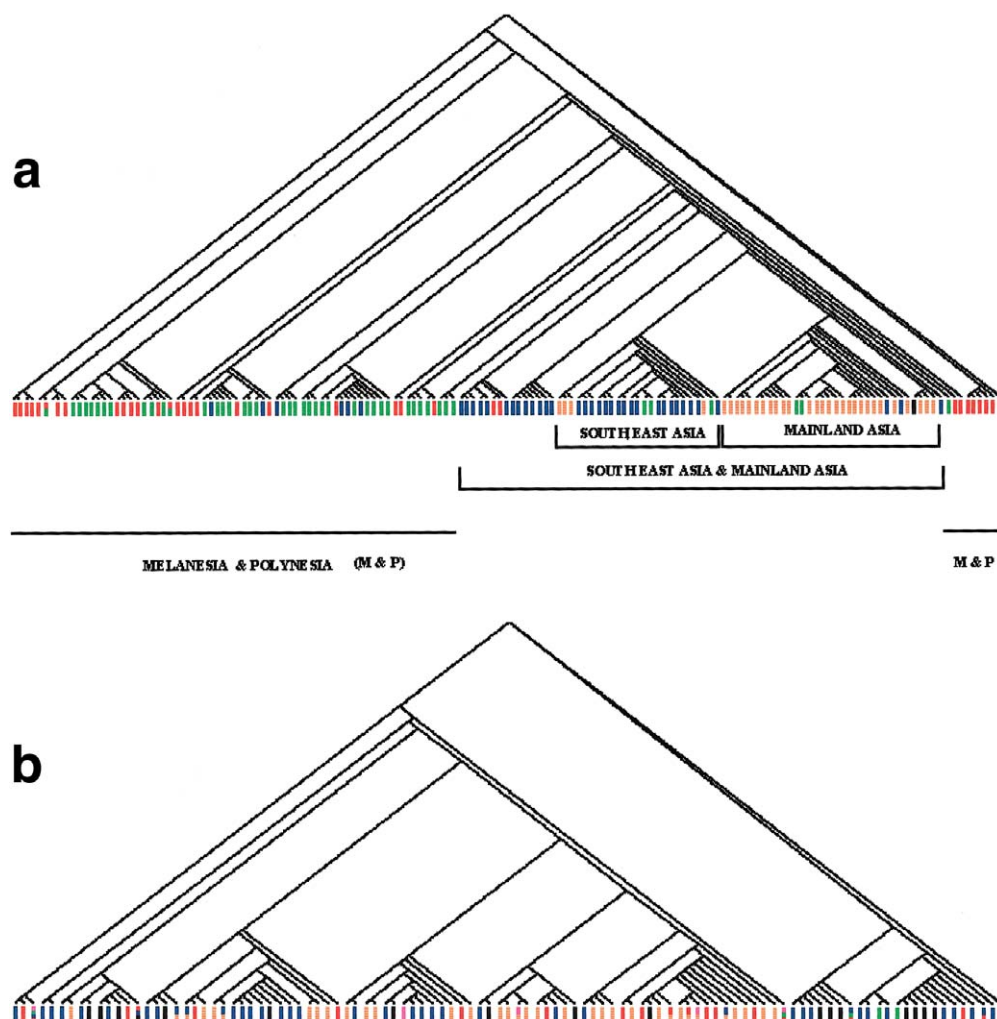 a
SOUTHEAST ASIA MAINLAND ASIA
SOUTHEAST ASIA & MAINLAND ASIA
MELANESIA & POLYNESIA (M & P) M & P
b